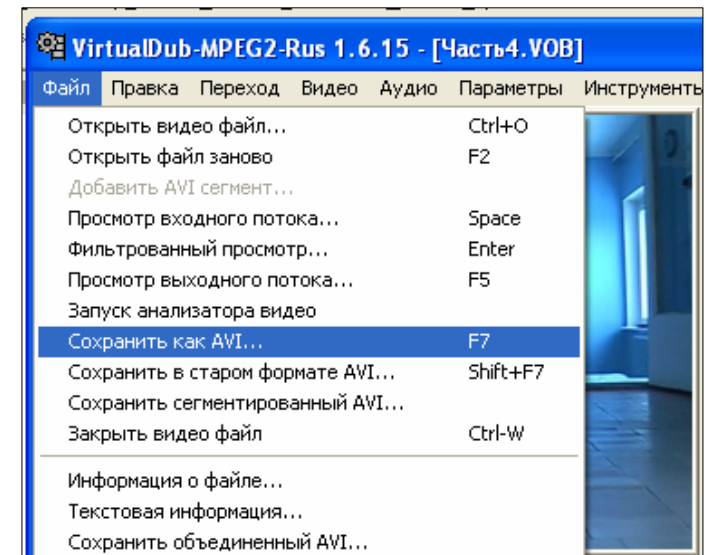 VirtualDub-MPEG2-Rus 1.6.15 - [Часть4.VOB]
Файл Правка Переход Видео Аудио Параметры Инструменты
Открыть видео файл... Ctrl+O
Открыть файл заново F2
Добавить AVI сегмент...
Просмотр входного потока... Space
Фильтрованный просмотр... Enter
Просмотр выходного потока... F5
Запуск анализатора видео
Сохранить как AVI... F7
Сохранить в старом формате AVI... Shift+F7
Сохранить сегментированный AVI...
Закрыть видео файл Ctrl-W
Информация о файле...
Текстовая информация...
Сохранить объединенный AVI...